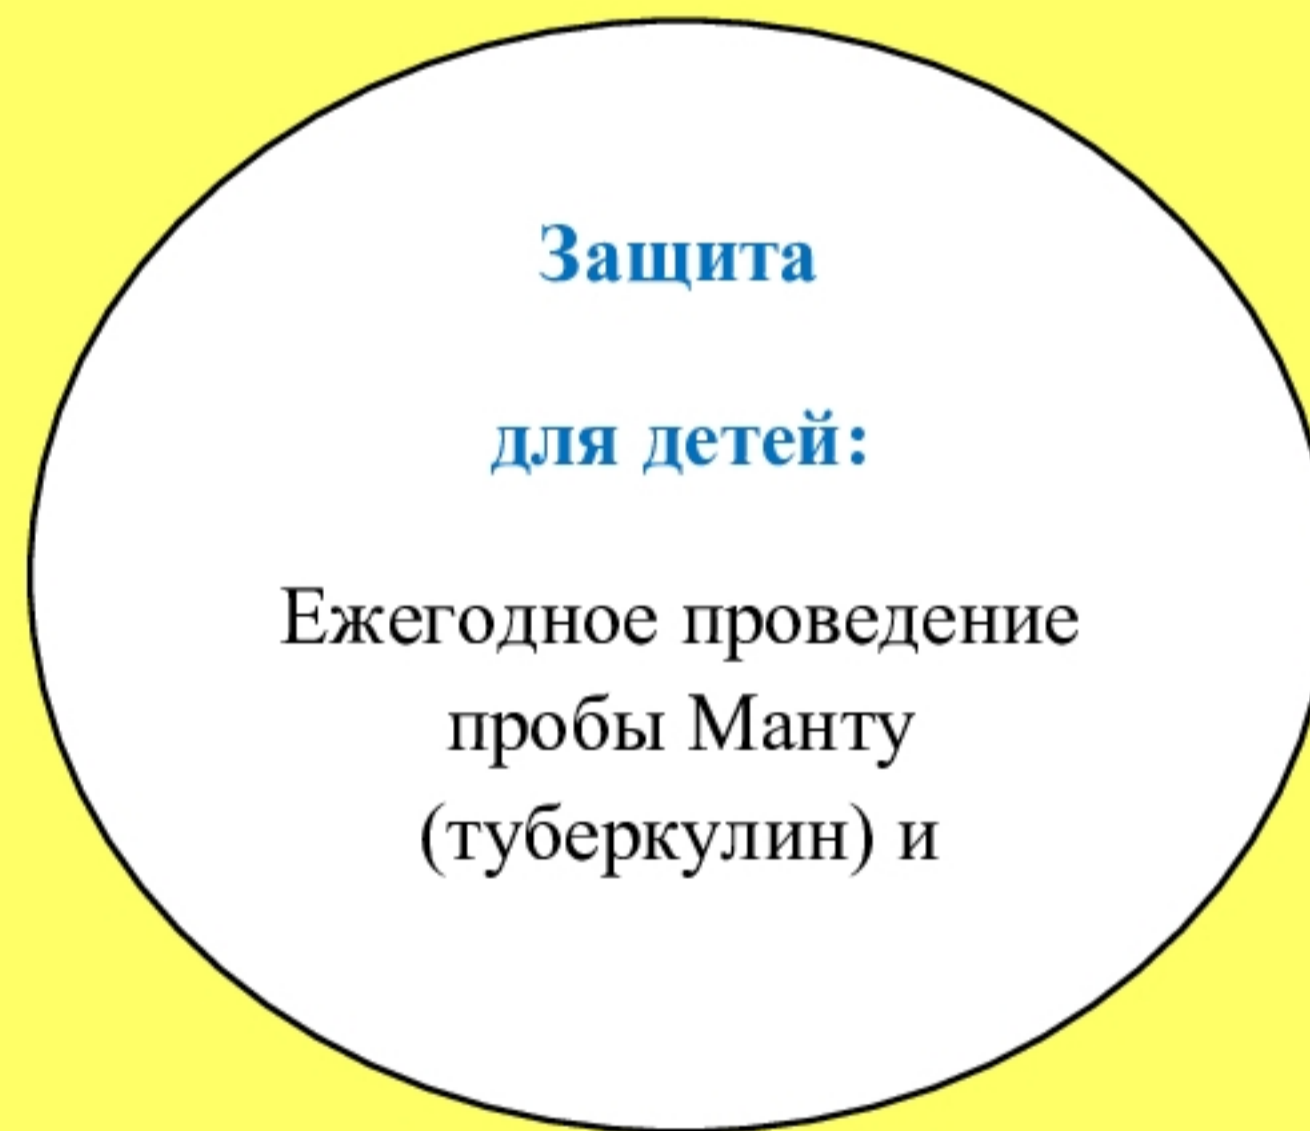 Защита
для детей:
Ежегодное проведение
пробы Манту
(туберкулин) и